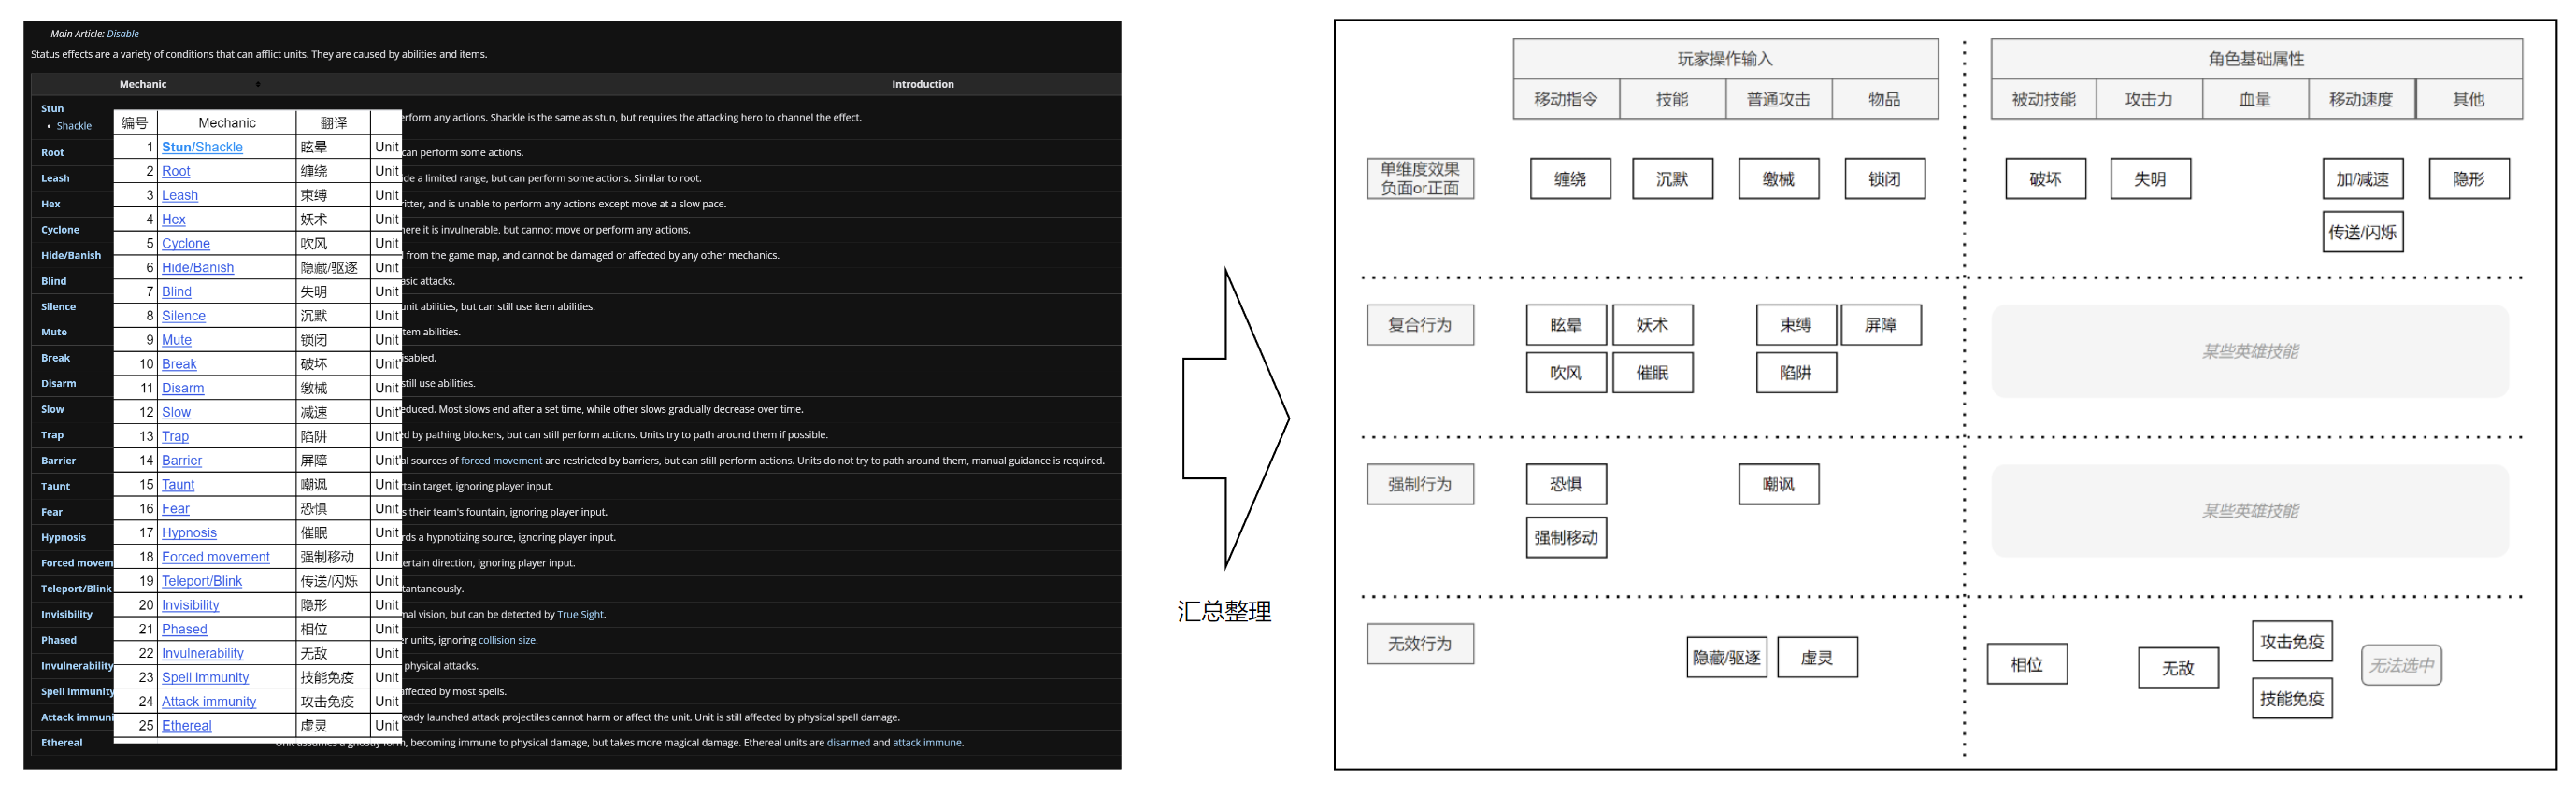 Main Article: Disable
Status effects are a variety of conditions that can afflict units. They are caused by abilities and items.
Mechanic Introduction
Stun
• Shackle
erform any actions. Shackle is the same as stun, but requires the attacking hero to channel the effect.
Root can perform some actions.
Leash de a limited range, but can perform some actions. Similar to root.
Hex itter, and is unable to perform any actions except move at a slow pace.
Cyclone here it is invulnerable, but cannot move or perform any actions.
Hide/Banish from the game map, and cannot be damaged or affected by any other mechanics.
Blind asic attacks.
Silence unit abilities, but can still use item abilities.
Mute tem abilities.
Break sabled.
Disarm still use abilities.
Slow educed. Most slows end after a set time, while other slows gradually decrease over time.
Trap d by pathing blockers, but can still perform actions. Units try to path around them if possible.
Barrier al sources of forced movement are restricted by barriers, but can still perform actions. Units do not try to path around them, manual guidance is required.
Taunt tain target, ignoring player input.
Fear s their team's fountain, ignoring player input.
Hypnosis rds a hypnotizing source, ignoring player input.
Forced movem ertain direction, ignoring player input.
Teleport/Blink tantaneously.
Invisibility nal vision, but can be detected by True Sight.
Phased r units, ignoring collision size.
Invulnerability physical attacks.
Spell immunity affected by most spells.
Attack immuni eady launched attack projectiles cannot harm or affect the unit. Unit is still affected by physical spell damage.
Ethereal Unit assumes a ghostly form, becoming immune to physical damage, but takes more magical damage. Ethereal units are disarmed and attack immune.
编号 Mechanic 翻译
1 Stun/Shackle 眩晕 Unit
2 Root 缠绕 Unit
3 Leash 束缚 Unit
4 Hex 妖术 Unit
5 Cyclone 吹风 Unit
6 Hide/Banish 隐藏/驱逐 Unit
7 Blind 失明 Unit
8 Silence 沉默 Unit
9 Mute 锁闭 Unit
10 Break 破坏 Unit
11 Disarm 缴械 Unit
12 Slow 减速 Unit
13 Trap 陷阱 Unit
14 Barrier 屏障 Unit
15 Taunt 嘲讽 Unit
16 Fear 恐惧 Unit
17 Hypnosis 催眠 Unit
18 Forced movement 强制移动 Unit
19 Teleport/Blink 传送/闪烁 Unit
20 Invisibility 隐形 Unit
21 Phased 相位 Unit
22 Invulnerability 无敌 Unit
23 Spell immunity 技能免疫 Unit
24 Attack immunity 攻击免疫 Unit
25 Ethereal 虚灵 Unit
汇总整理
玩家操作输入 角色基础属性
移动指令 技能 普通攻击 物品 被动技能 攻击力 血量 移动速度 其他
单维度效果
负面or正面
缠绕 沉默 缴械 锁闭 破坏 失明 加/减速 隐形
传送/闪烁
复合行为 眩晕 妖术 束缚 屏障
某些英雄技能
吹风 催眠 陷阱
强制行为 恐惧 嘲讽
某些英雄技能
强制移动
无效行为 隐藏/驱逐 虚灵 相位 无敌 攻击免疫 无法选中
技能免疫